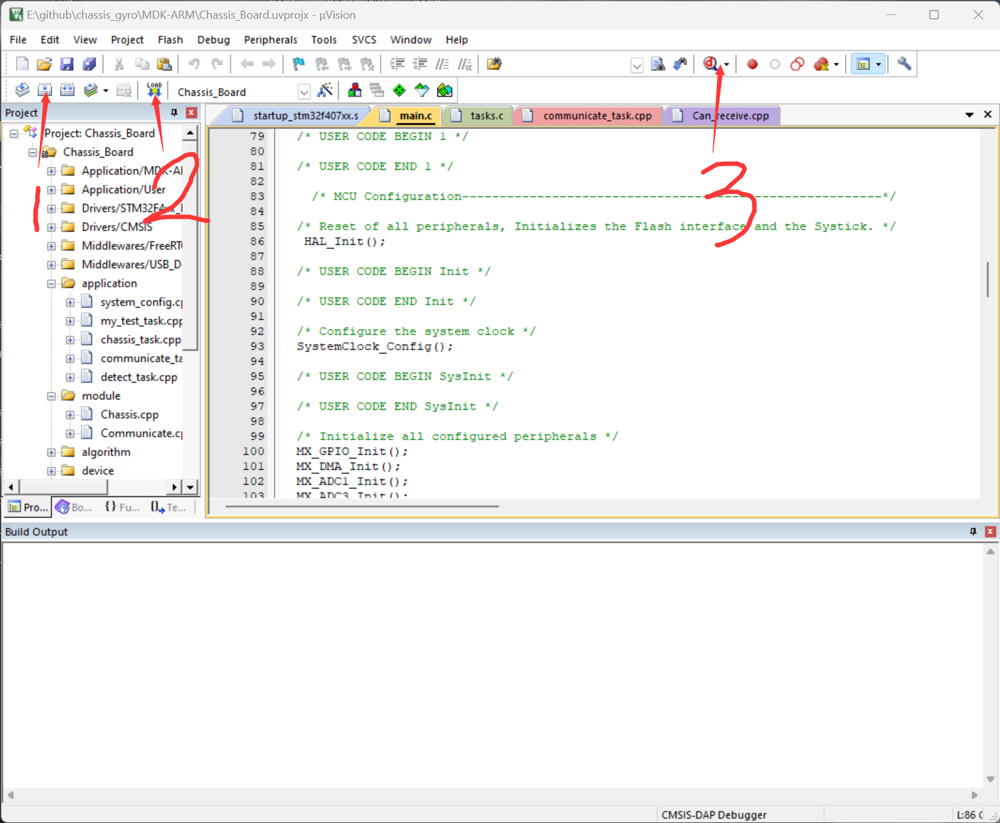 E:\github\chassis_gyro\MDK-ARM\Chassis_Board.uvprojx - µVision
File Edit View Project Flash Debug Peripherals Tools SVCS Window Help
LOAD
Chassis_Board
Project
startup_stm32f407xx.s main.c tasks.c communicate_task.cpp Can_receive.cpp
Project: Chassis_Board
Chassis_Board
Application/MDK-AR
Application/User
Drivers/STM32F4xx_
Drivers/CMSIS
Middlewares/FreeRT
Middlewares/USB_D
application
system_config.cp
my_test_task.cpp
chassis_task.cpp
communicate_ta
detect_task.cpp
module
Chassis.cpp
Communicate.cp
algorithm
device
1
2
3
79 /* USER CODE BEGIN 1 */
80
81 /* USER CODE END 1 */
82
83 /* MCU Configuration--------------------------------------------------------*/
84
85 /* Reset of all peripherals, Initializes the Flash interface and the Systick. */
86 HAL_Init();
87
88 /* USER CODE BEGIN Init */
89
90 /* USER CODE END Init */
91
92 /* Configure the system clock */
93 SystemClock_Config();
94
95 /* USER CODE BEGIN SysInit */
96
97 /* USER CODE END SysInit */
98
99 /* Initialize all configured peripherals */
100 MX_GPIO_Init();
101 MX_DMA_Init();
102 MX_ADC1_Init();
103 MX_ADC3_Init();
Pro... Bo... {} Fu... Te...
Build Output
CMSIS-DAP Debugger
L:86 C